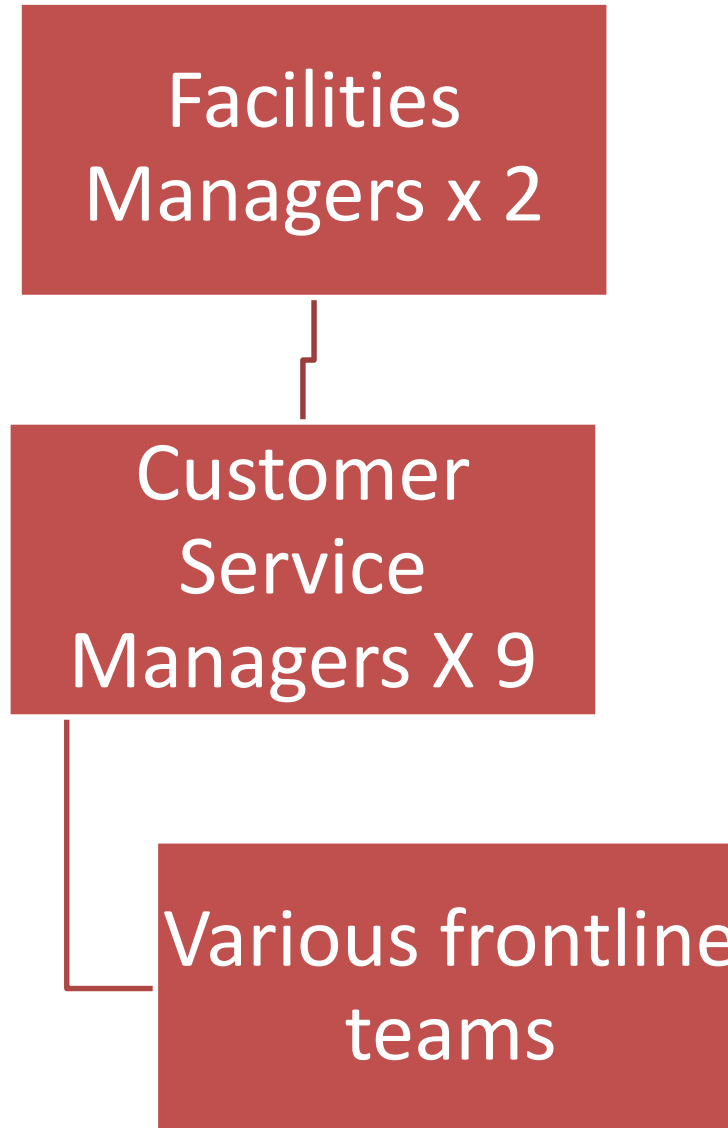 Facilities
Managers x 2
Customer
Service
Managers X 9
Various frontline
teams